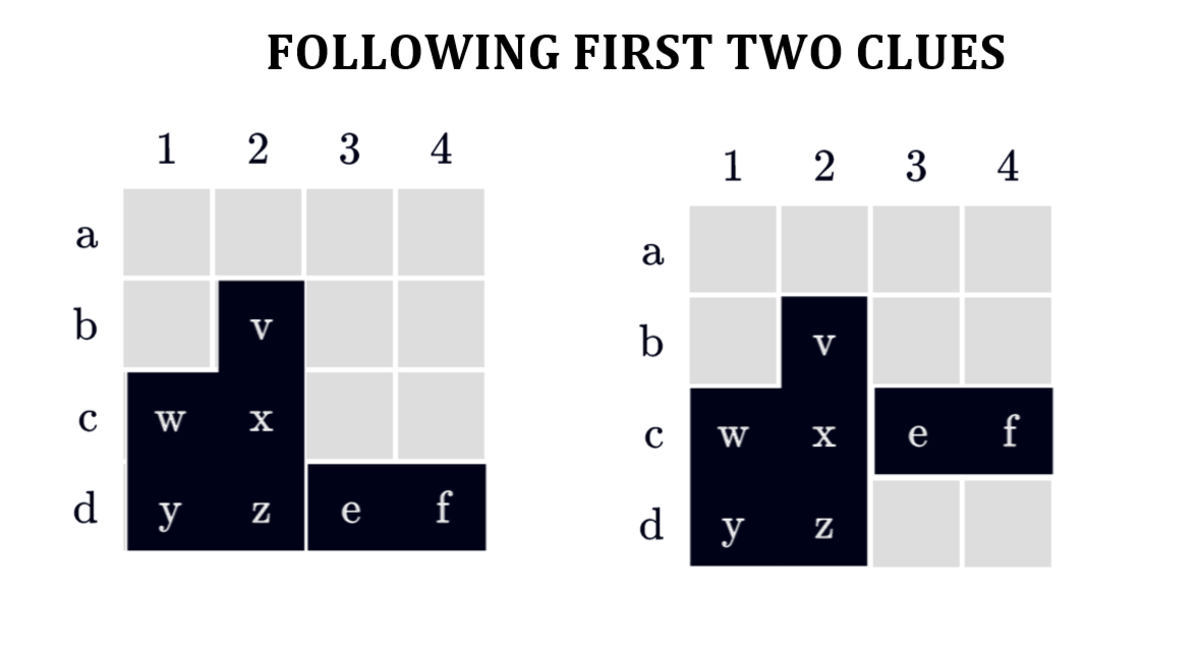 FOLLOWING FIRST TWO CLUES
1 2 3 4
a
b v
c w x
d y z e f
1 2 3 4
a
b v
c w x e f
d y z